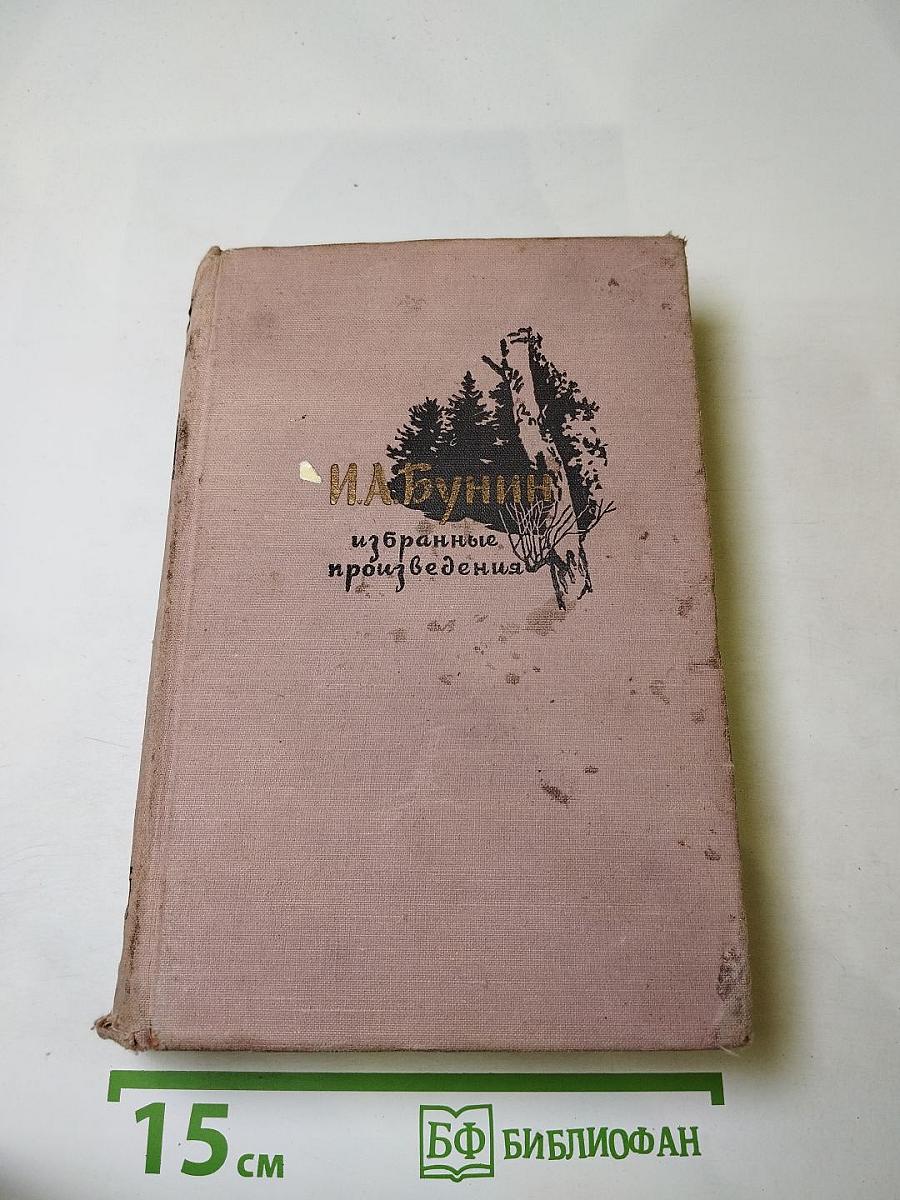 И.А.Бунин
избранные
произведения
15 см
БФ БИБЛИОФАН